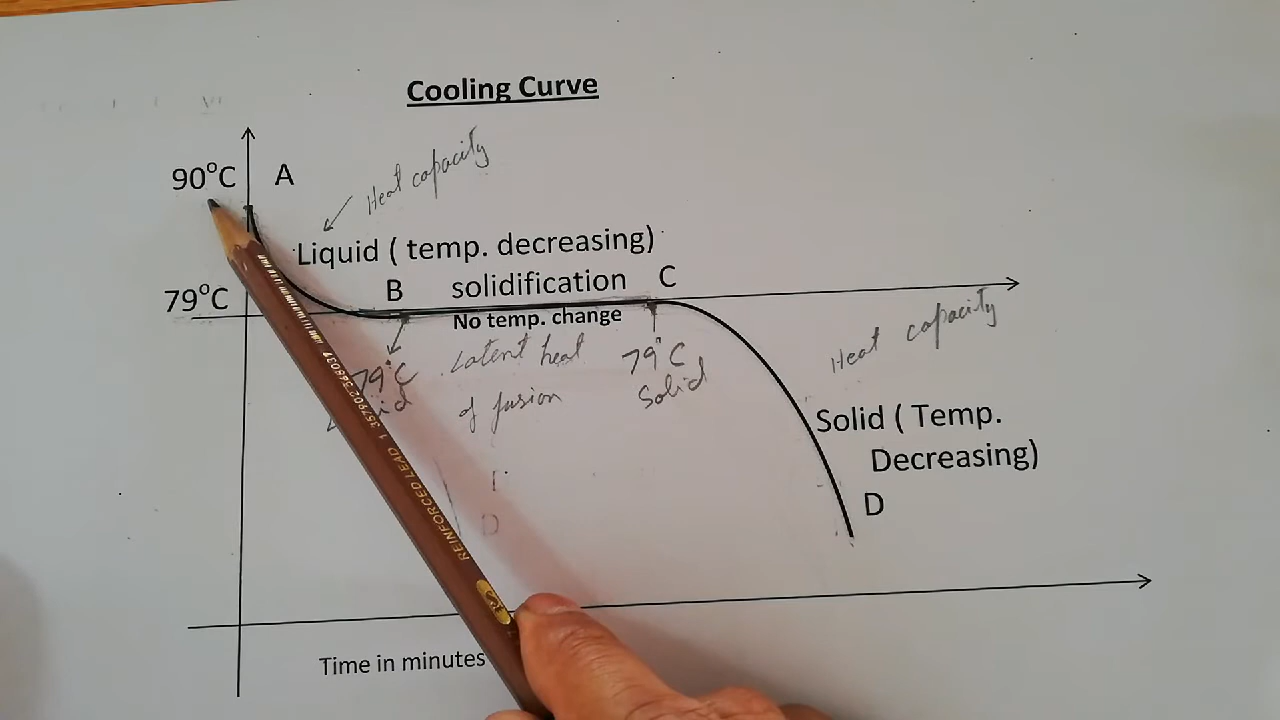 Cooling Curve
90°C
A
Heat capacity
Liquid ( temp. decreasing)
79°C
B
solidification
C
No temp. change
79°C
Latent heat
of fusion
79°C
Solid
Heat capacity
Solid ( Temp.
Decreasing)
D
Time in minutes
REINFORCED LEAD